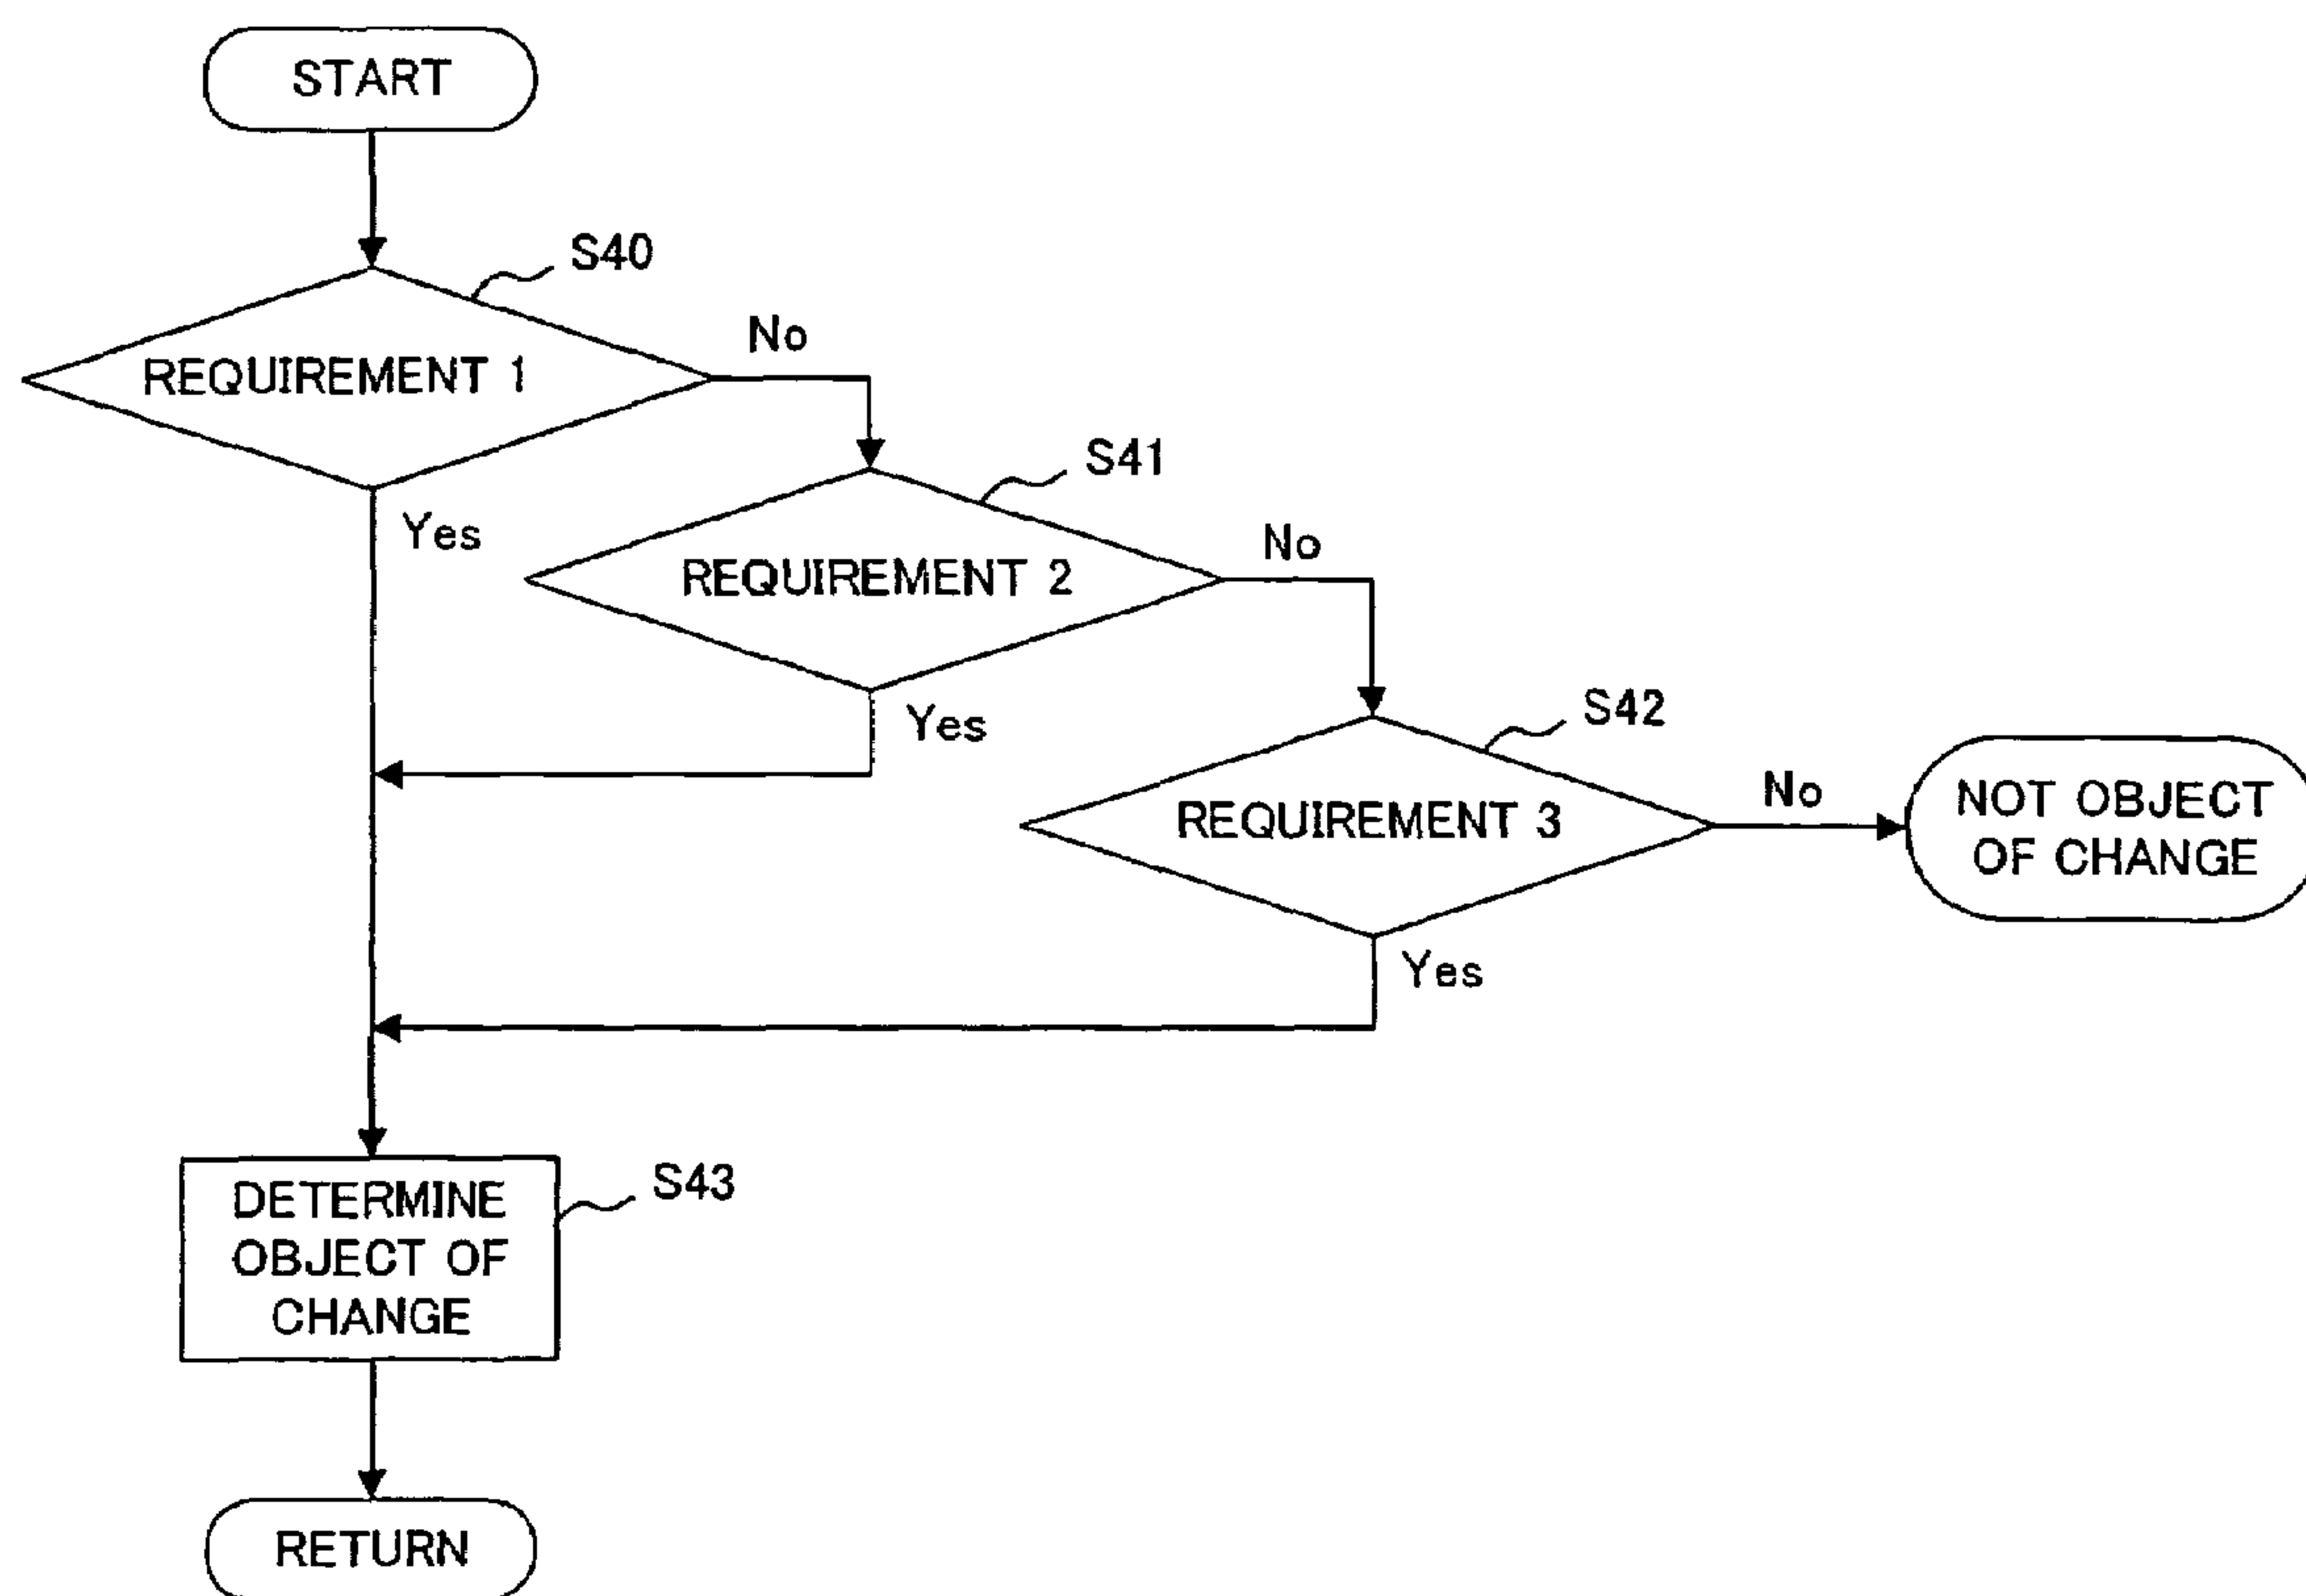 START
S40
No
REQUIREMENT 1
S41
Yes
No
REQUIREMENT 2
S42
Yes
No
NOT OBJECT
OF CHANGE
REQUIREMENT 3
Yes
S43
DETERMINE
OBJECT OF
CHANGE
RETURN